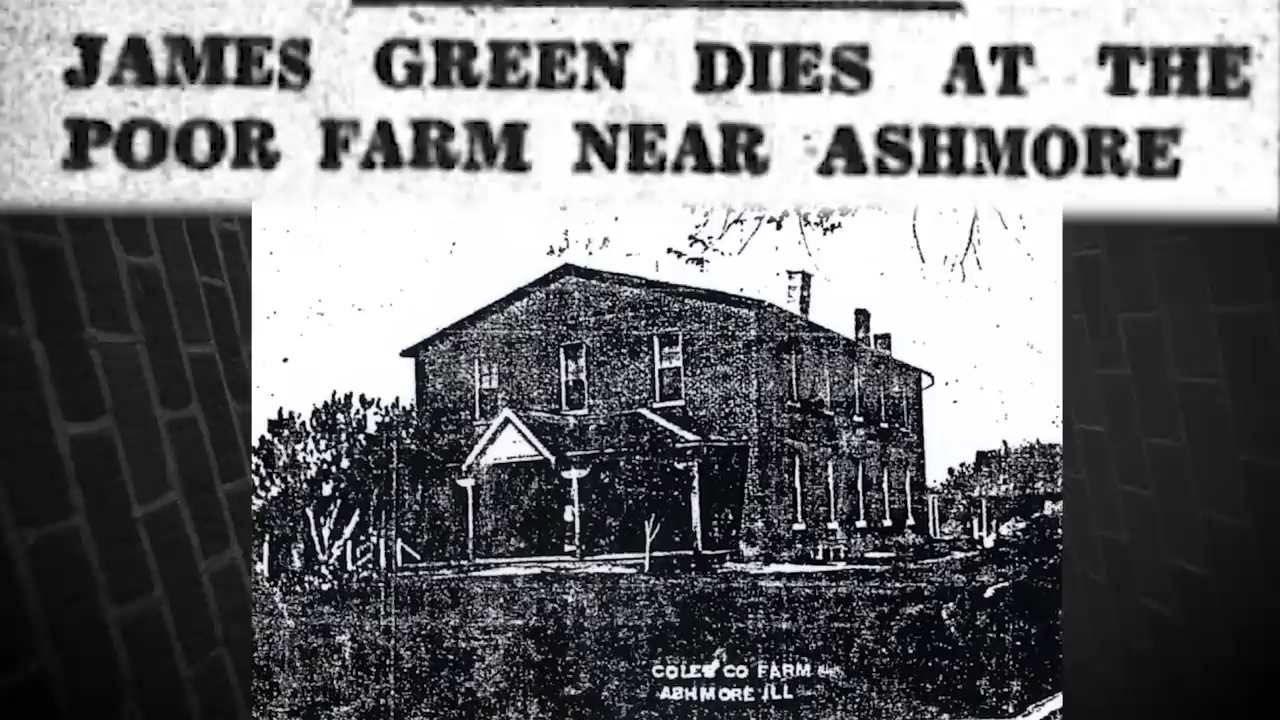 JAMES GREEN DIES AT THE
POOR FARM NEAR ASHMORE
COLES CO FARM
ASHMORE ILL